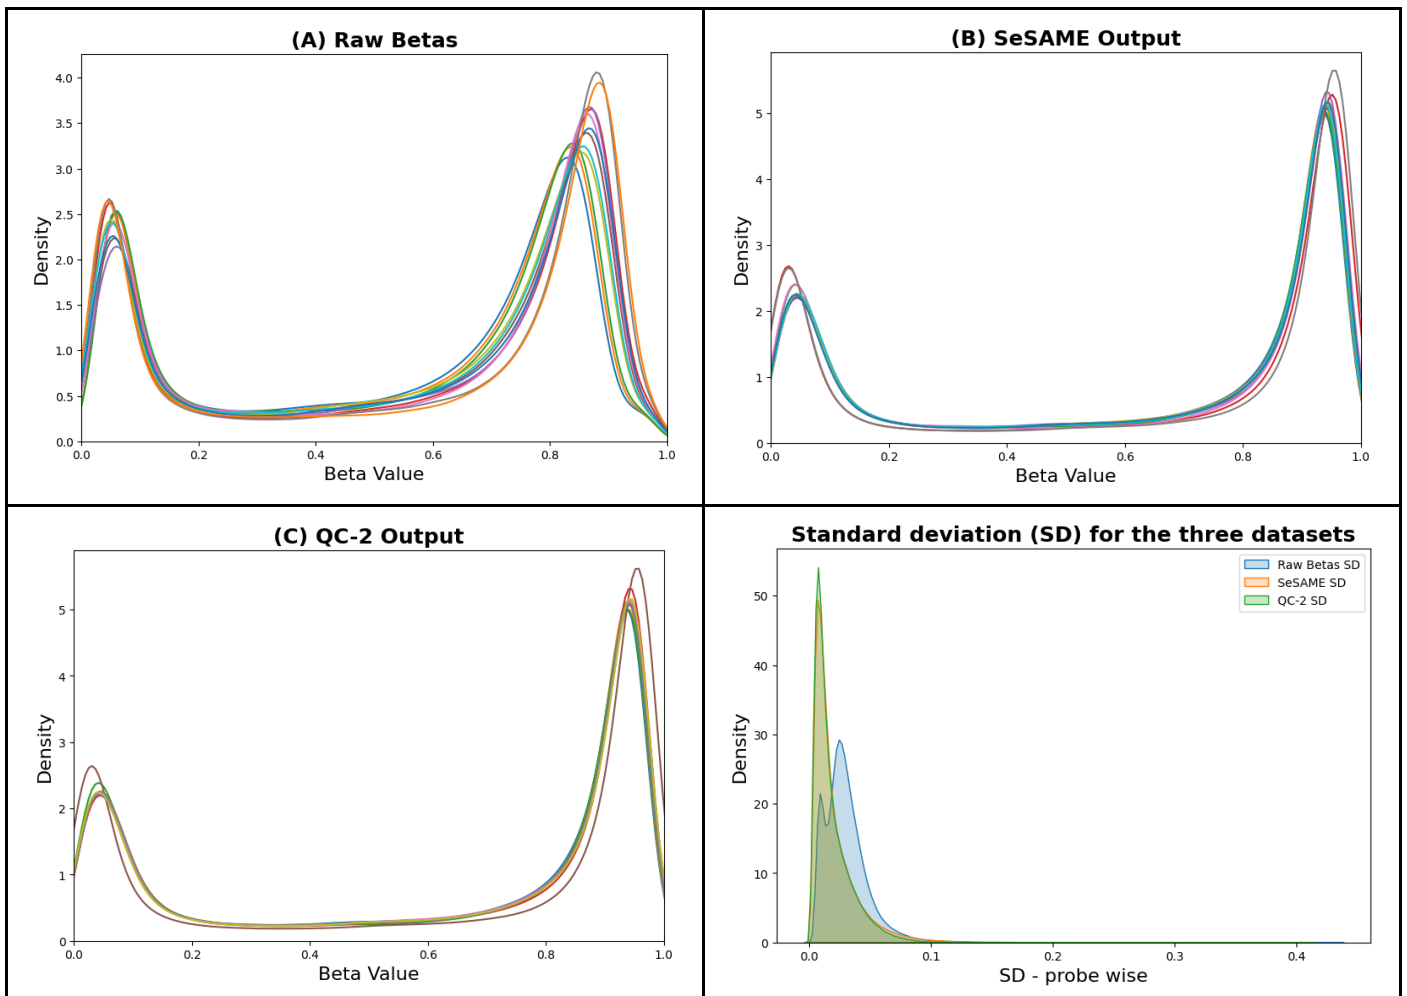 (A) Raw Betas
4.0
3.5
3.0
2.5
2.0
1.5
1.0
0.5
0.0
Density
0.0 0.2 0.4 0.6 0.8 1.0
Beta Value
(B) SeSAME Output
5
4
3
2
1
0
Density
0.0 0.2 0.4 0.6 0.8 1.0
Beta Value
(C) QC-2 Output
5
4
3
2
1
0
Density
0.0 0.2 0.4 0.6 0.8 1.0
Beta Value
Standard deviation (SD) for the three datasets
Raw Betas SD
SeSAME SD
QC-2 SD
50
40
30
20
10
0
Density
0.0 0.1 0.2 0.3 0.4
SD - probe wise